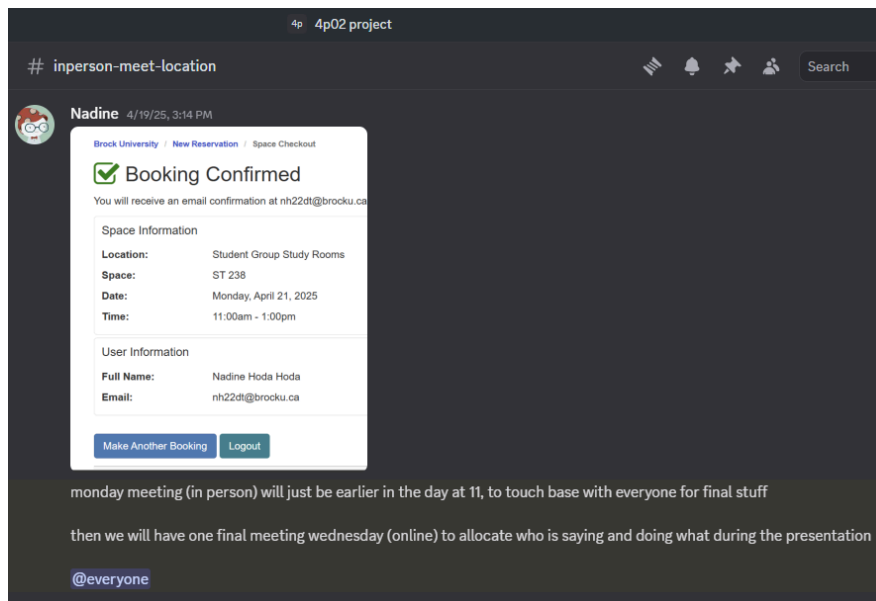 4p 4p02 project
# inperson-meet-location
Search
Nadine 4/19/25, 3:14 PM
Brock University / New Reservation / Space Checkout
Booking Confirmed
You will receive an email confirmation at nh22dt@brocku.ca
Space Information
Location: Student Group Study Rooms
Space: ST 238
Date: Monday, April 21, 2025
Time: 11:00am - 1:00pm
User Information
Full Name: Nadine Hoda Hoda
Email: nh22dt@brocku.ca
Make Another Booking Logout
monday meeting (in person) will just be earlier in the day at 11, to touch base with everyone for final stuff
then we will have one final meeting wednesday (online) to allocate who is saying and doing what during the presentation
@everyone